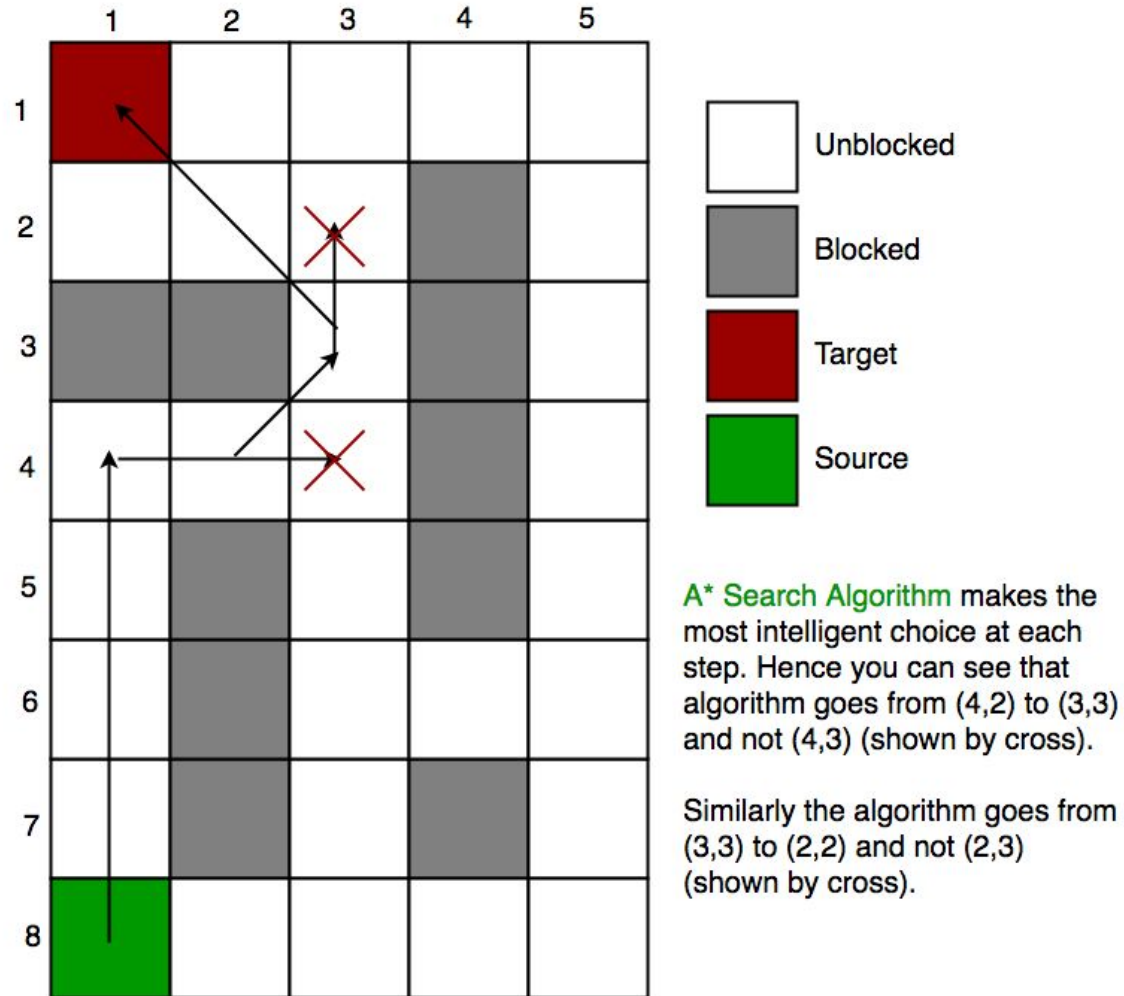 1 2 3 4 5
1
2
3
4
5
6
7
8
Unblocked
Blocked
Target
Source
A* Search Algorithm makes the
most intelligent choice at each
step. Hence you can see that
algorithm goes from (4,2) to (3,3)
and not (4,3) (shown by cross).
Similarly the algorithm goes from
(3,3) to (2,2) and not (2,3)
(shown by cross).